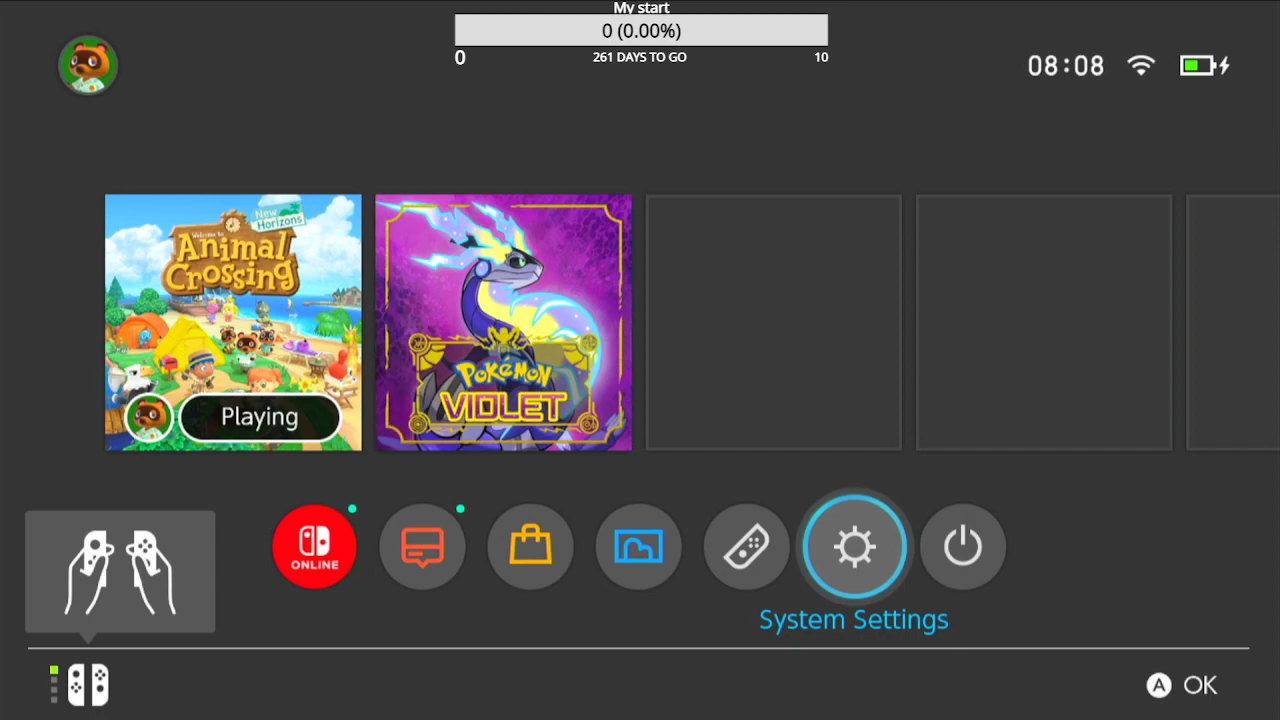 My start
0 (0.00%)
0 261 DAYS TO GO 10
08:08
New Horizons
Welcome to
Animal Crossing
Playing
POKÉMON
VIOLET
ONLINE
System Settings
A OK